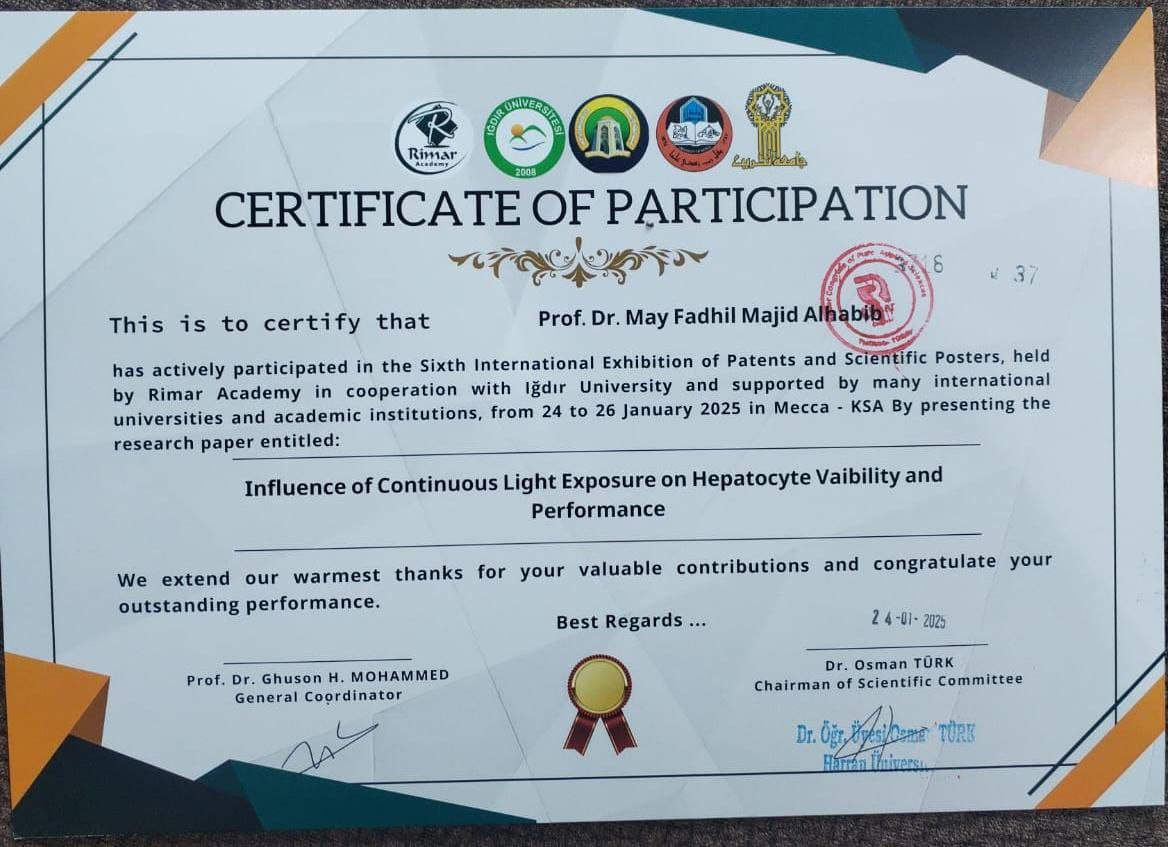 Rimar
Academy
IĞDIR ÜNİVERSİTESİ
2008
CERTIFICATE OF PARTICIPATION
18
37
This is to certify that Prof. Dr. May Fadhil Majid Alhabib
has actively participated in the Sixth International Exhibition of Patents and Scientific Posters, held
by Rimar Academy in cooperation with Iğdır University and supported by many international
universities and academic institutions, from 24 to 26 January 2025 in Mecca - KSA By presenting the
research paper entitled:
Influence of Continuous Light Exposure on Hepatocyte Vaibility and
Performance
We extend our warmest thanks for your valuable contributions and congratulate your
outstanding performance.
Best Regards ...
24-01-2025
Prof. Dr. Ghuson H. MOHAMMED
General Coordinator
Dr. Osman TÜRK
Chairman of Scientific Committee
Dr. Öğr. Üyesi Osman TÜRK
Harran Üniversi